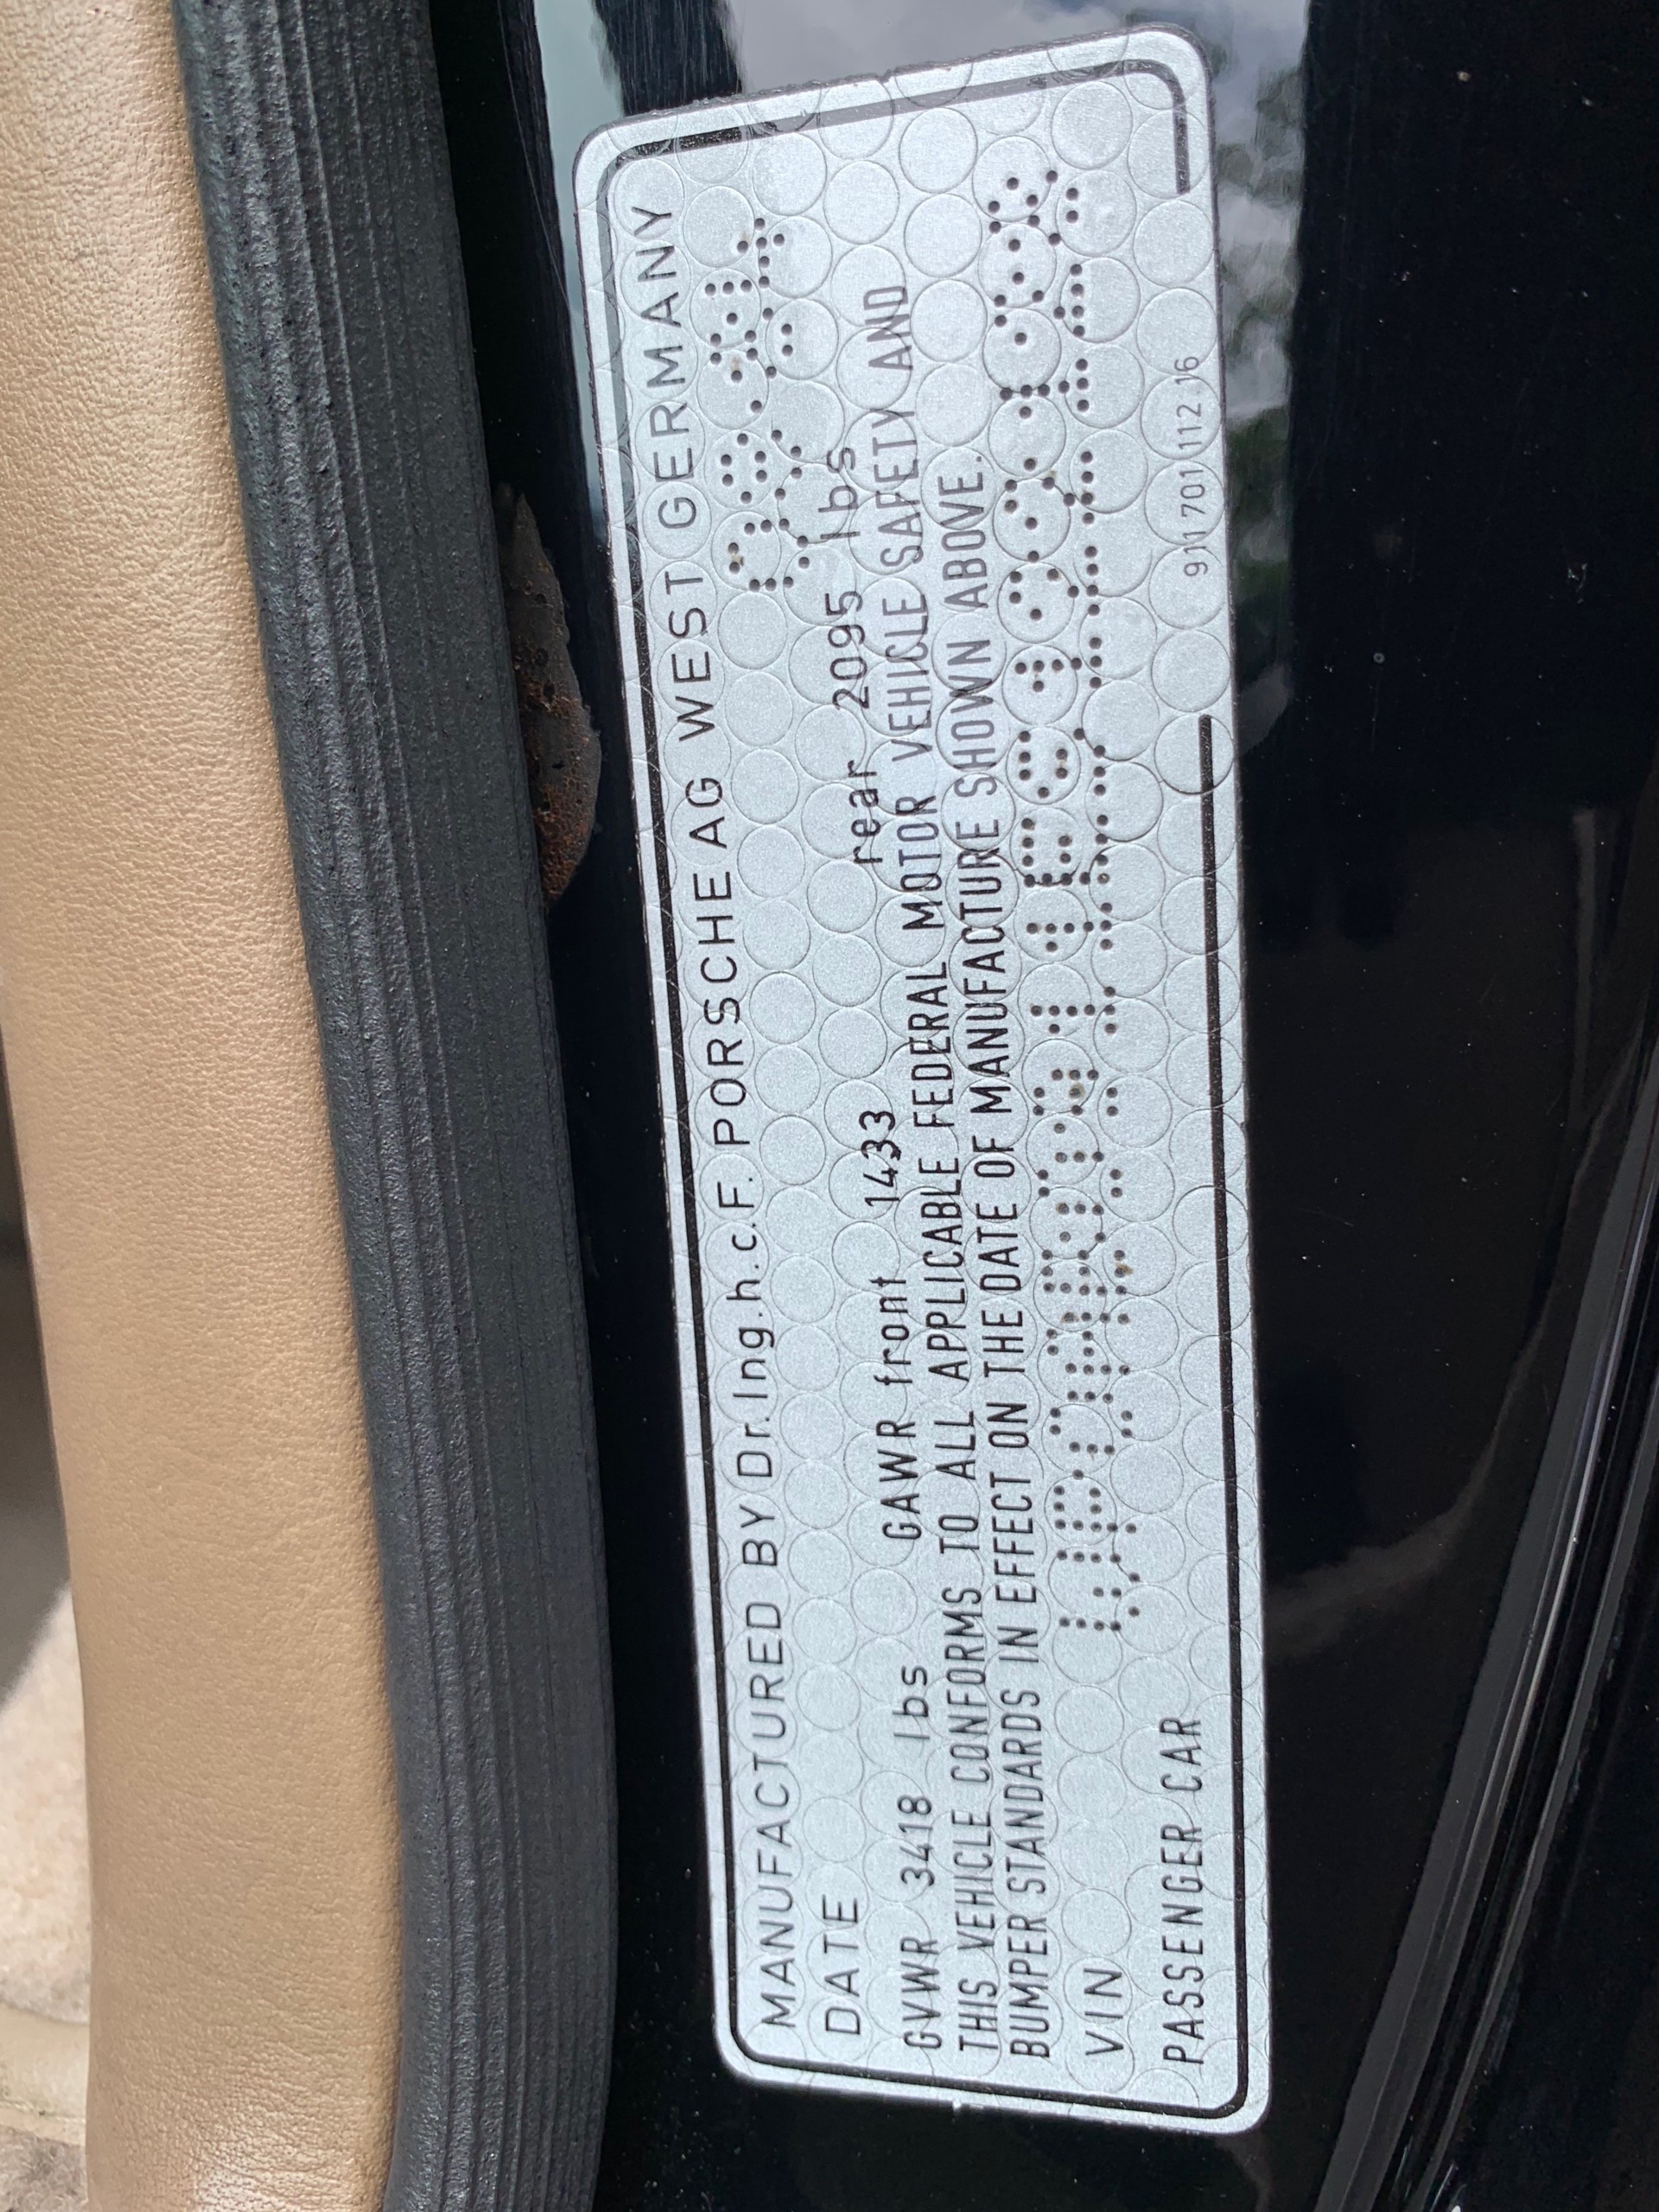 MANUFACTURED BY Dr.Ing.h.c.F. PORSCHE AG WEST GERMANY
DATE
GVWR 3418 lbs GAWR front 1433 rear 2095 lbs
THIS VEHICLE CONFORMS TO ALL APPLICABLE FEDERAL MOTOR VEHICLE SAFETY AND
BUMPER STANDARDS IN EFFECT ON THE DATE OF MANUFACTURE SHOWN ABOVE.
VIN
PASSENGER CAR 911 701 112 16